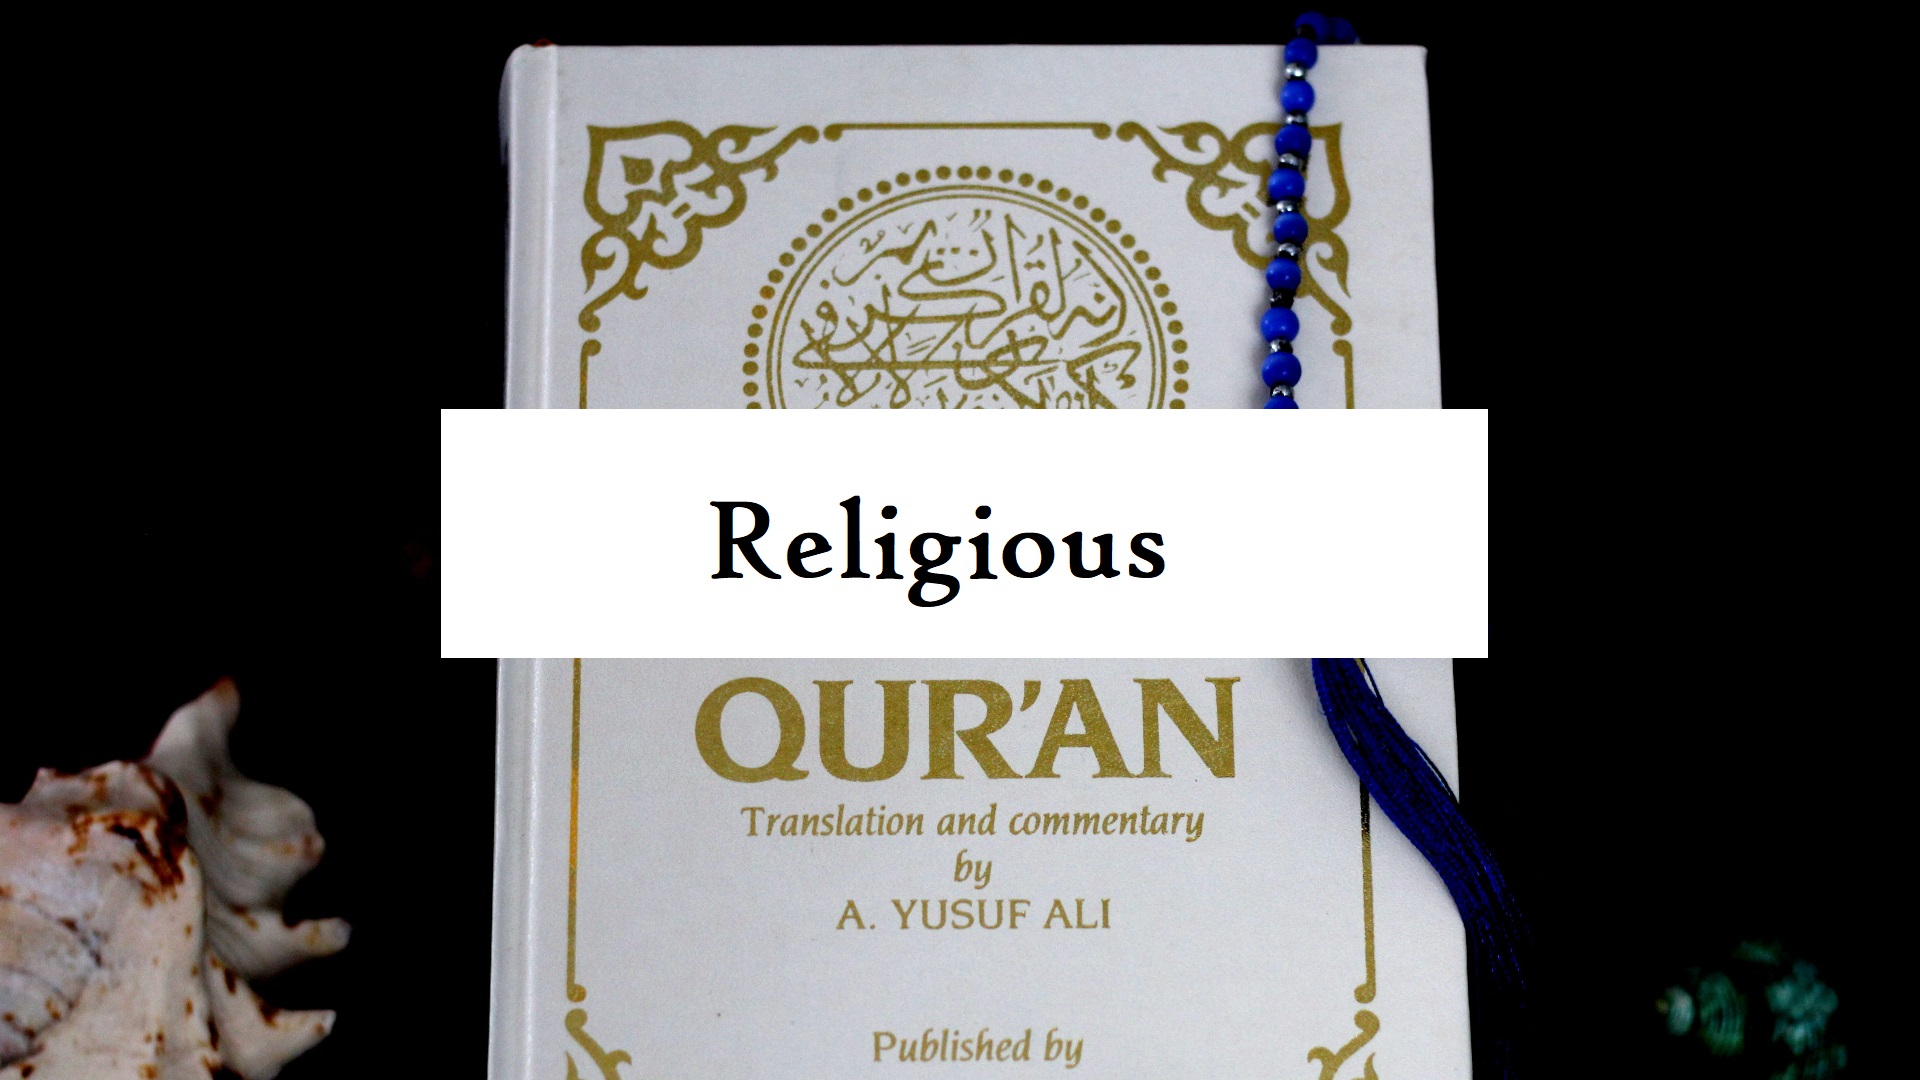 Religious
QUR'AN
Translation and commentary
by
A. YUSUF ALI
Published by